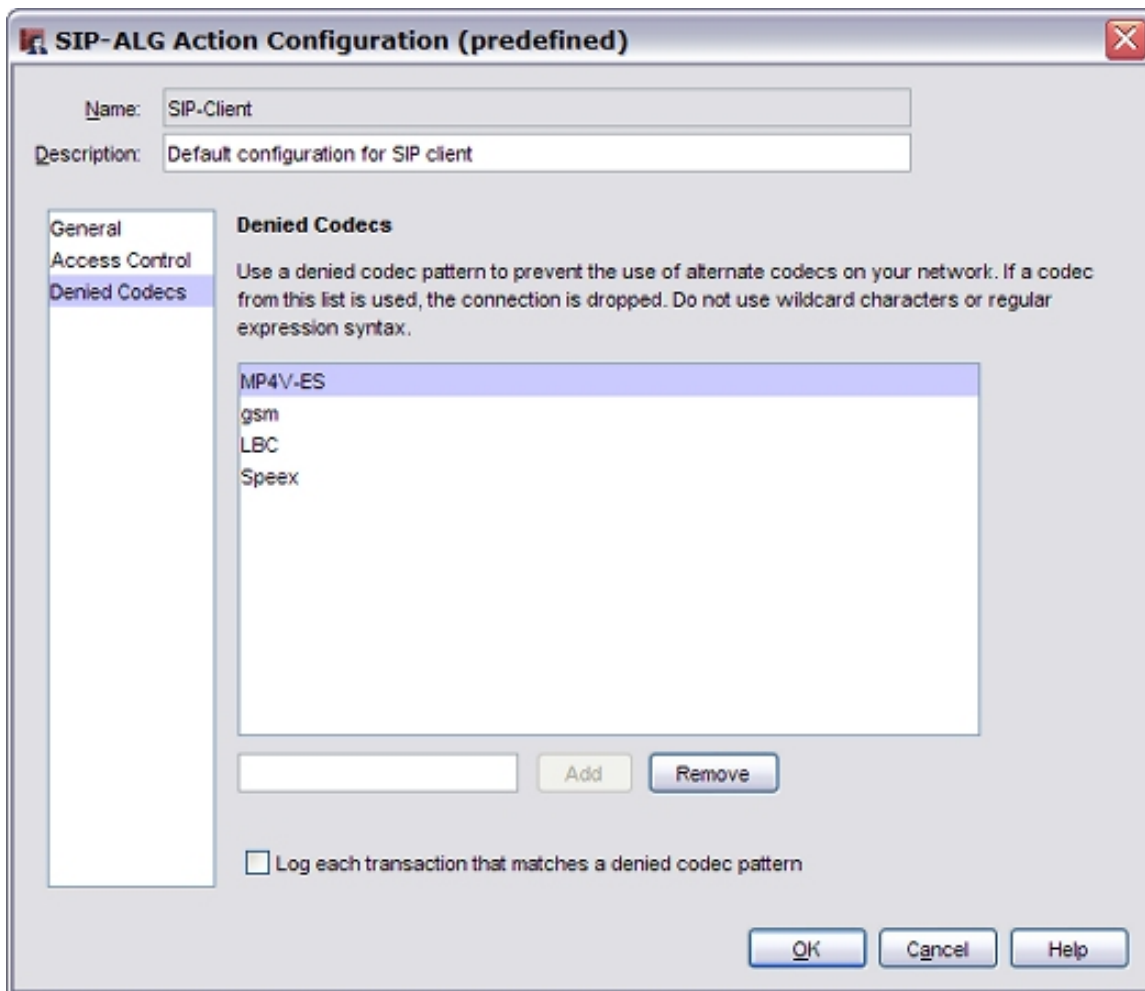 SIP-ALG Action Configuration (predefined)
Name: SIP-Client
Description: Default configuration for SIP client
General
Access Control
Denied Codecs
Denied Codecs
Use a denied codec pattern to prevent the use of alternate codecs on your network. If a codec
from this list is used, the connection is dropped. Do not use wildcard characters or regular
expression syntax.
MP4V-ES
gsm
LBC
Speex
Add Remove
Log each transaction that matches a denied codec pattern
OK Cancel Help